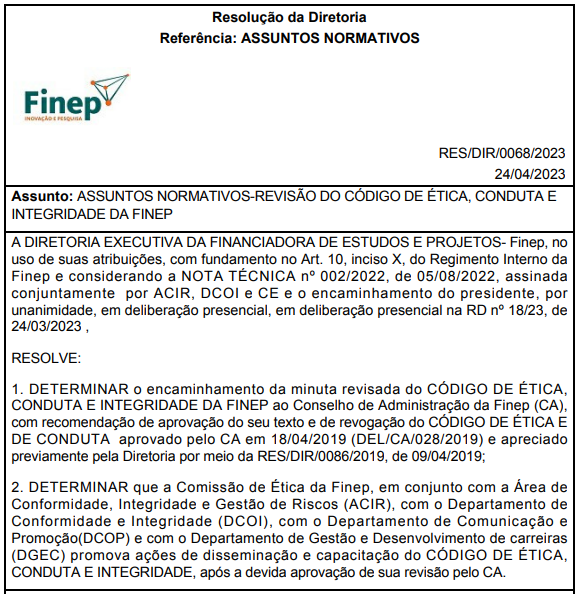 Resolução da Diretoria
Referência: ASSUNTOS NORMATIVOS
Finep
INOVAÇÃO E PESQUISA
RES/DIR/0068/2023
24/04/2023
Assunto: ASSUNTOS NORMATIVOS-REVISÃO DO CÓDIGO DE ÉTICA, CONDUTA E
INTEGRIDADE DA FINEP
A DIRETORIA EXECUTIVA DA FINANCIADORA DE ESTUDOS E PROJETOS- Finep, no
uso de suas atribuições, com fundamento no Art. 10, inciso X, do Regimento Interno da
Finep e considerando a NOTA TÉCNICA nº 002/2022, de 05/08/2022, assinada
conjuntamente por ACIR, DCOI e CE e o encaminhamento do presidente, por
unanimidade, em deliberação presencial, em deliberação presencial na RD nº 18/23, de
24/03/2023 ,
RESOLVE:
1. DETERMINAR o encaminhamento da minuta revisada do CÓDIGO DE ÉTICA,
CONDUTA E INTEGRIDADE DA FINEP ao Conselho de Administração da Finep (CA),
com recomendação de aprovação do seu texto e de revogação do CÓDIGO DE ÉTICA E
DE CONDUTA aprovado pelo CA em 18/04/2019 (DEL/CA/028/2019) e apreciado
previamente pela Diretoria por meio da RES/DIR/0086/2019, de 09/04/2019;
2. DETERMINAR que a Comissão de Ética da Finep, em conjunto com a Área de
Conformidade, Integridade e Gestão de Riscos (ACIR), com o Departamento de
Conformidade e Integridade (DCOI), com o Departamento de Comunicação e
Promoção(DCOP) e com o Departamento de Gestão e Desenvolvimento de carreiras
(DGEC) promova ações de disseminação e capacitação do CÓDIGO DE ÉTICA,
CONDUTA E INTEGRIDADE, após a devida aprovação de sua revisão pelo CA.